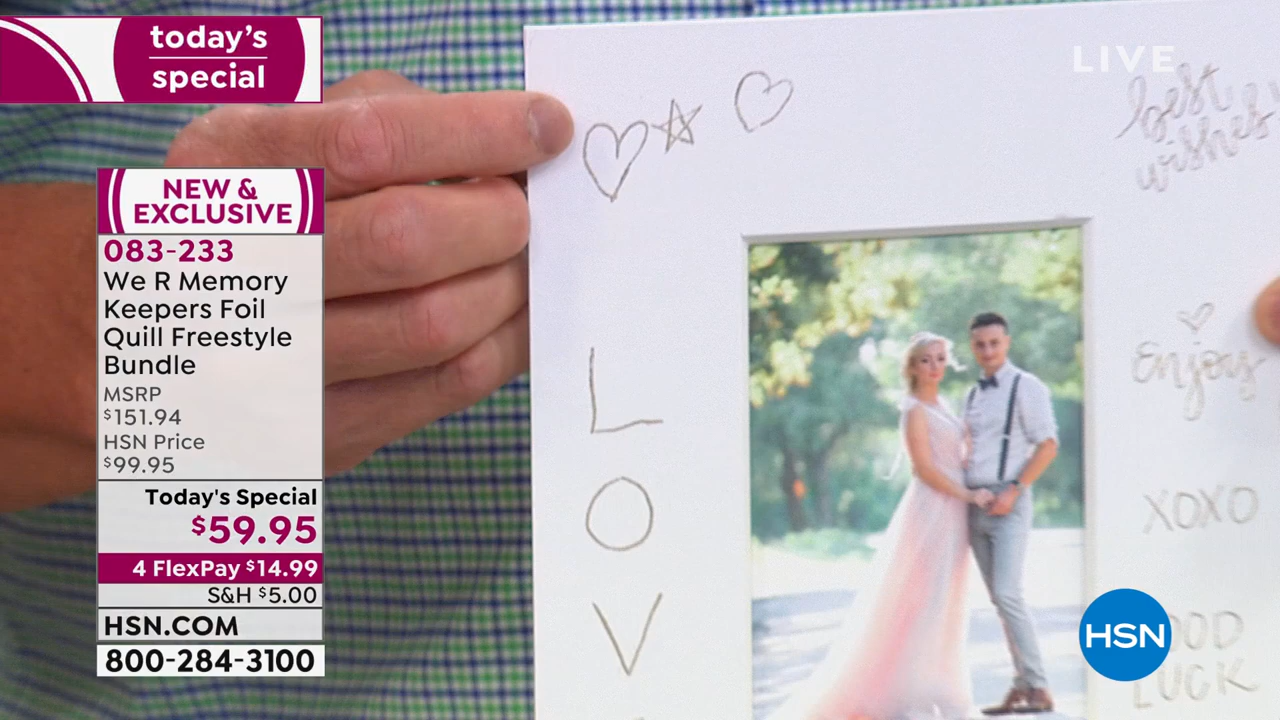 today's
special
LIVE
NEW &
EXCLUSIVE
083-233
We R Memory
Keepers Foil
Quill Freestyle
Bundle
MSRP
$151.94
HSN Price
$99.95
Today's Special
$59.95
4 FlexPay $14.99
S&H $5.00
HSN.COM
800-284-3100
best
wishes!
L
O
V
enjoy
XOXO
LUCK
HSN